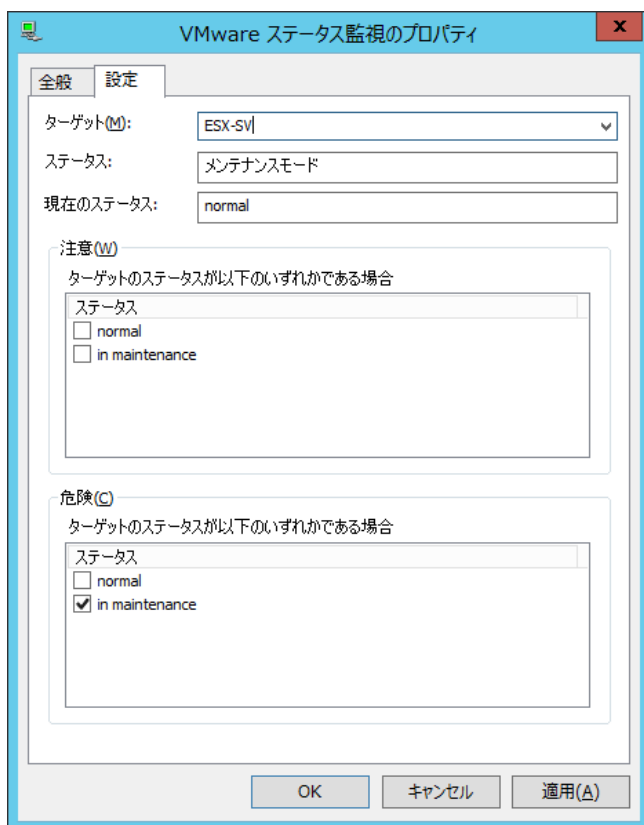 VMware ステータス監視のプロパティ
x
全般 設定
ターゲット(M): ESX-SV
ステータス: メンテナンスモード
現在のステータス: normal
注意(W)
ターゲットのステータスが以下のいずれかである場合
ステータス
normal
in maintenance
危険(C)
ターゲットのステータスが以下のいずれかである場合
ステータス
normal
in maintenance
OK キャンセル 適用(A)